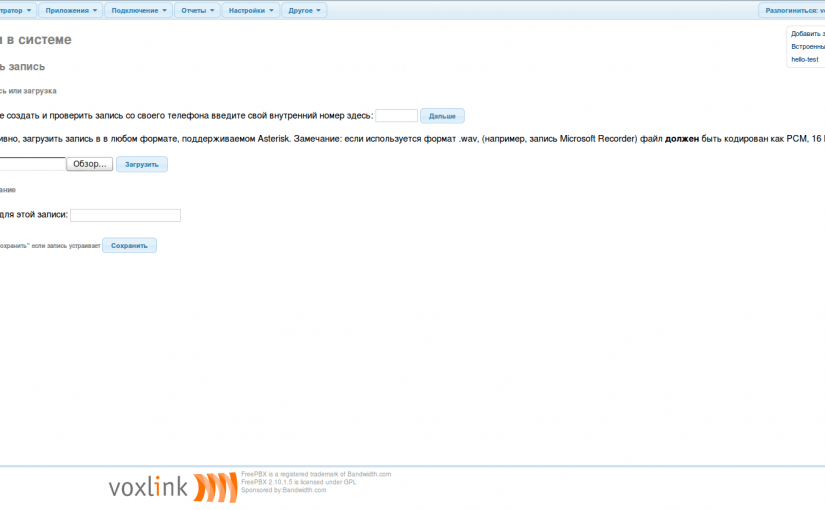 тратор Приложения Подключение Отчеты Настройки Другое Разлогиниться: v
Добавить з
Встроенны
hello-test
и в системе
ь запись
сь или загрузка
е создать и проверить запись со своего телефона введите свой внутренний номер здесь: Дальше
ивно, загрузить запись в в любом формате, поддерживаемом Asterisk. Замечание: если используется формат .wav, (например, запись Microsoft Recorder) файл должен быть кодирован как PCM, 16
Обзор... Загрузить
ание
для этой записи:
охранить" если запись устраивает Сохранить
voxlink
FreePBX is a registered trademark of Bandwidth.com
FreePBX 2.10.1.5 is licensed under GPL
Sponsored by:Bandwidth.com